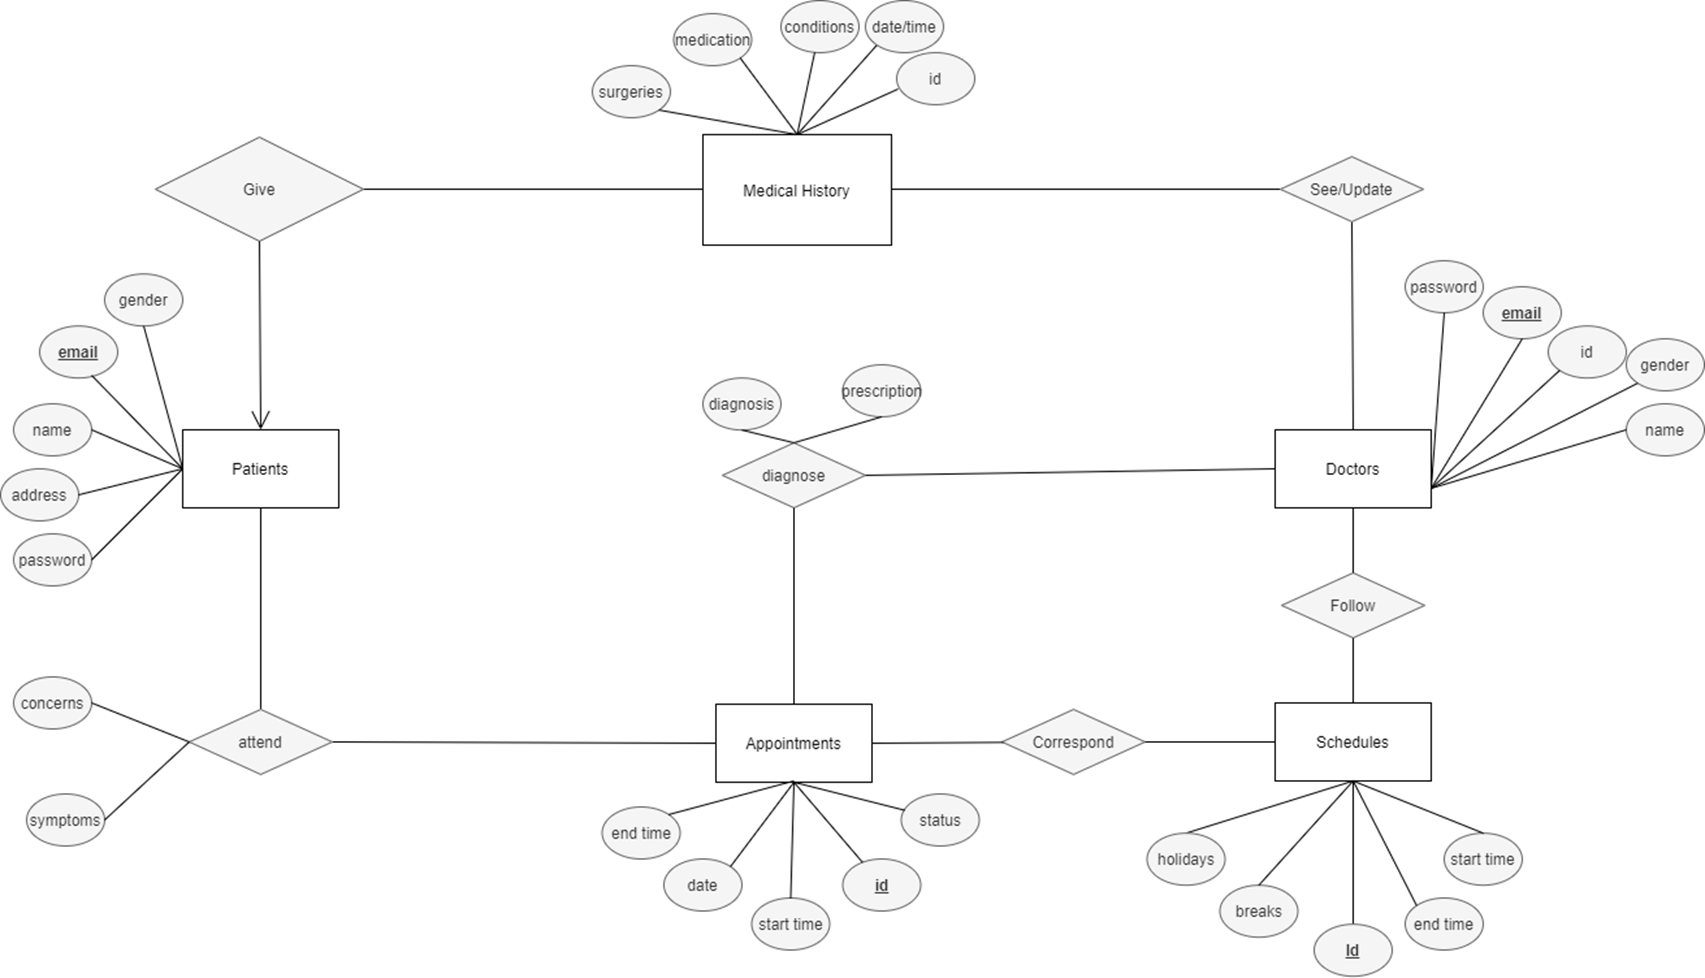 conditions
date/time
medication
id
surgeries
Give
Medical History
See/Update
gender
password
email
email
id
gender
name
diagnosis
prescription
name
Patients
diagnose
Doctors
address
password
Follow
concerns
attend
Appointments
Correspond
Schedules
symptoms
end time
status
date
id
start time
holidays
start time
breaks
end time
Id